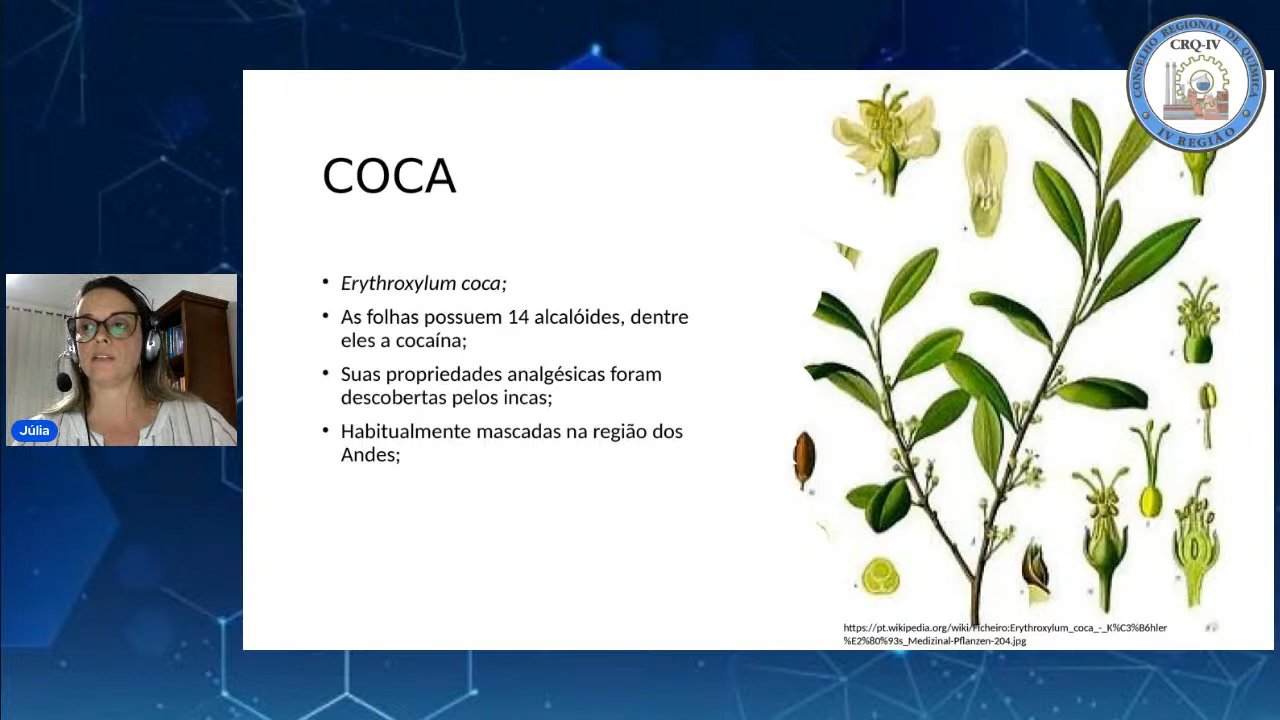 CONSELHO REGIONAL DE QUÍMICA
CRQ-IV
IV REGIÃO
COCA
• Erythroxylum coca;
• As folhas possuem 14 alcalóides, dentre
eles a cocaína;
• Suas propriedades analgésicas foram
descobertas pelos incas;
• Habitualmente mascadas na região dos
Andes;
Júlia
https://pt.wikipedia.org/wiki/Ficheiro:Erythroxylum_coca_-_K%C3%B6hler
%E2%80%93s_Medizinal-Pflanzen-204.jpg